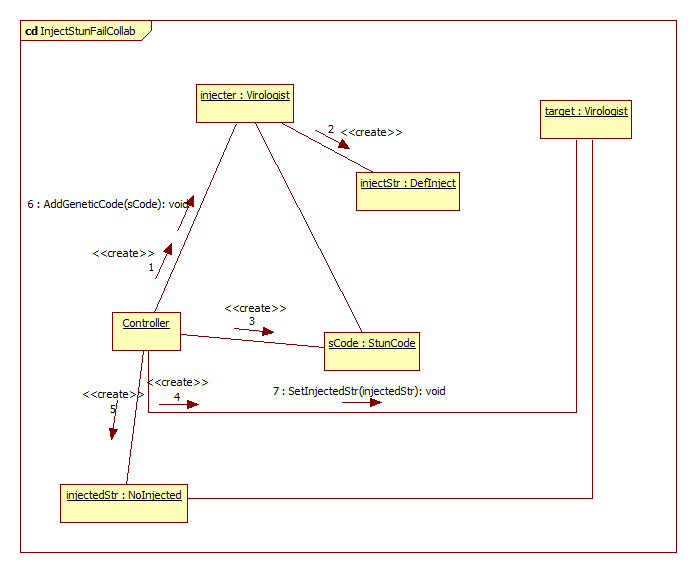 cd InjectStunFailCollab
injecter : Virologist
target : Virologist
2 <<create>>
injectStr : DefInject
6 : AddGeneticCode(sCode): void
<<create>>
1
<<create>>
3
Controller
sCode : StunCode
<<create>>
4
<<create>>
5
7 : SetInjectedStr(injectedStr): void
injectedStr : NoInjected